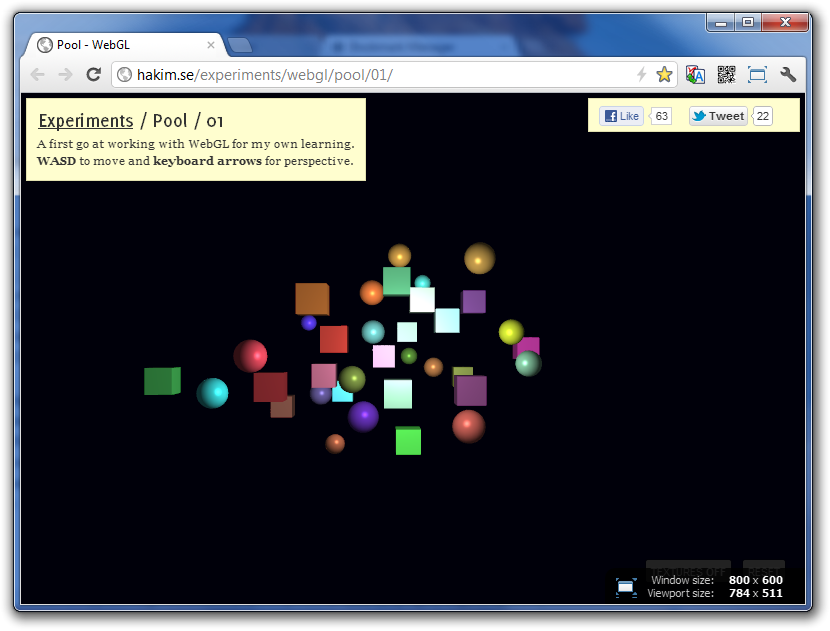 Pool - WebGL
Bookmark Manager
hakim.se/experiments/webgl/pool/01/
Experiments / Pool / 01
Like 63 Tweet 22
A first go at working with WebGL for my own learning.
WASD to move and keyboard arrows for perspective.
TEXTURES OFF RESET
Window size: 800 x 600
Viewport size: 784 x 511